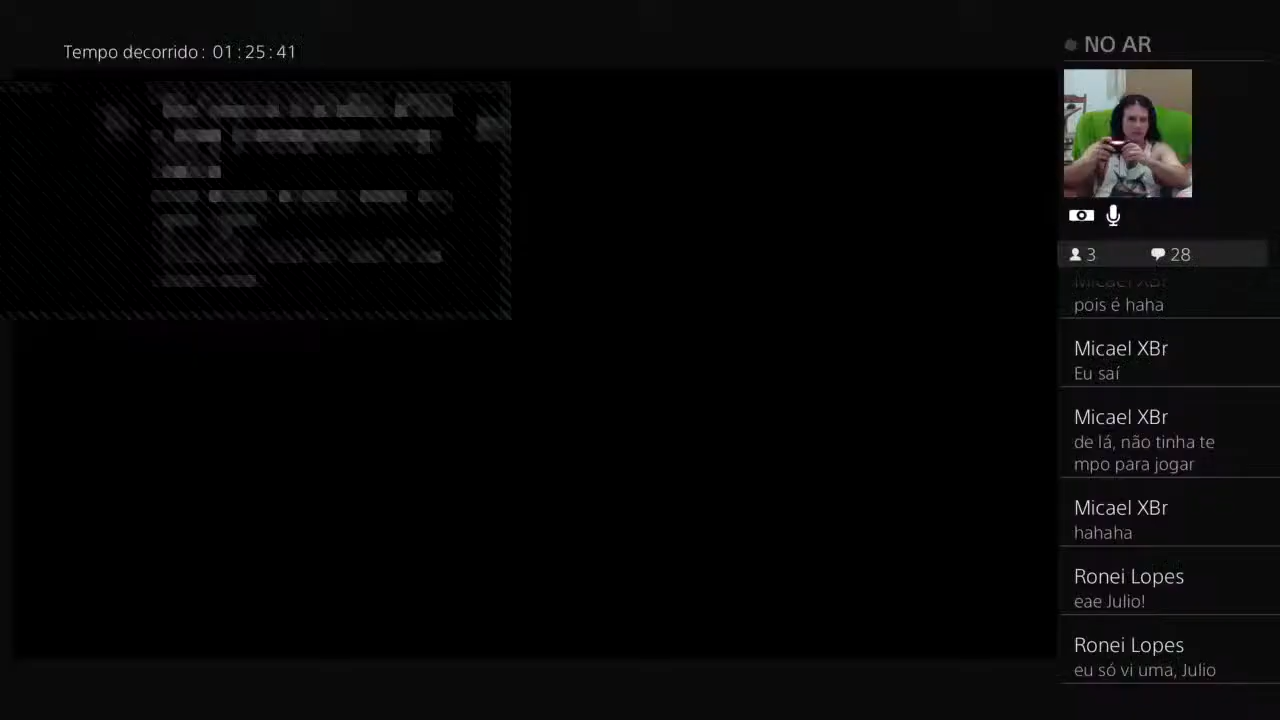 Tempo decorrido: 01:25:41
NO AR
3
28
Micael XBr
pois é haha
Micael XBr
Eu saí
Micael XBr
de lá, não tinha te
mpo para jogar
Micael XBr
hahaha
Ronei Lopes
eae Julio!
Ronei Lopes
eu só vi uma, Julio